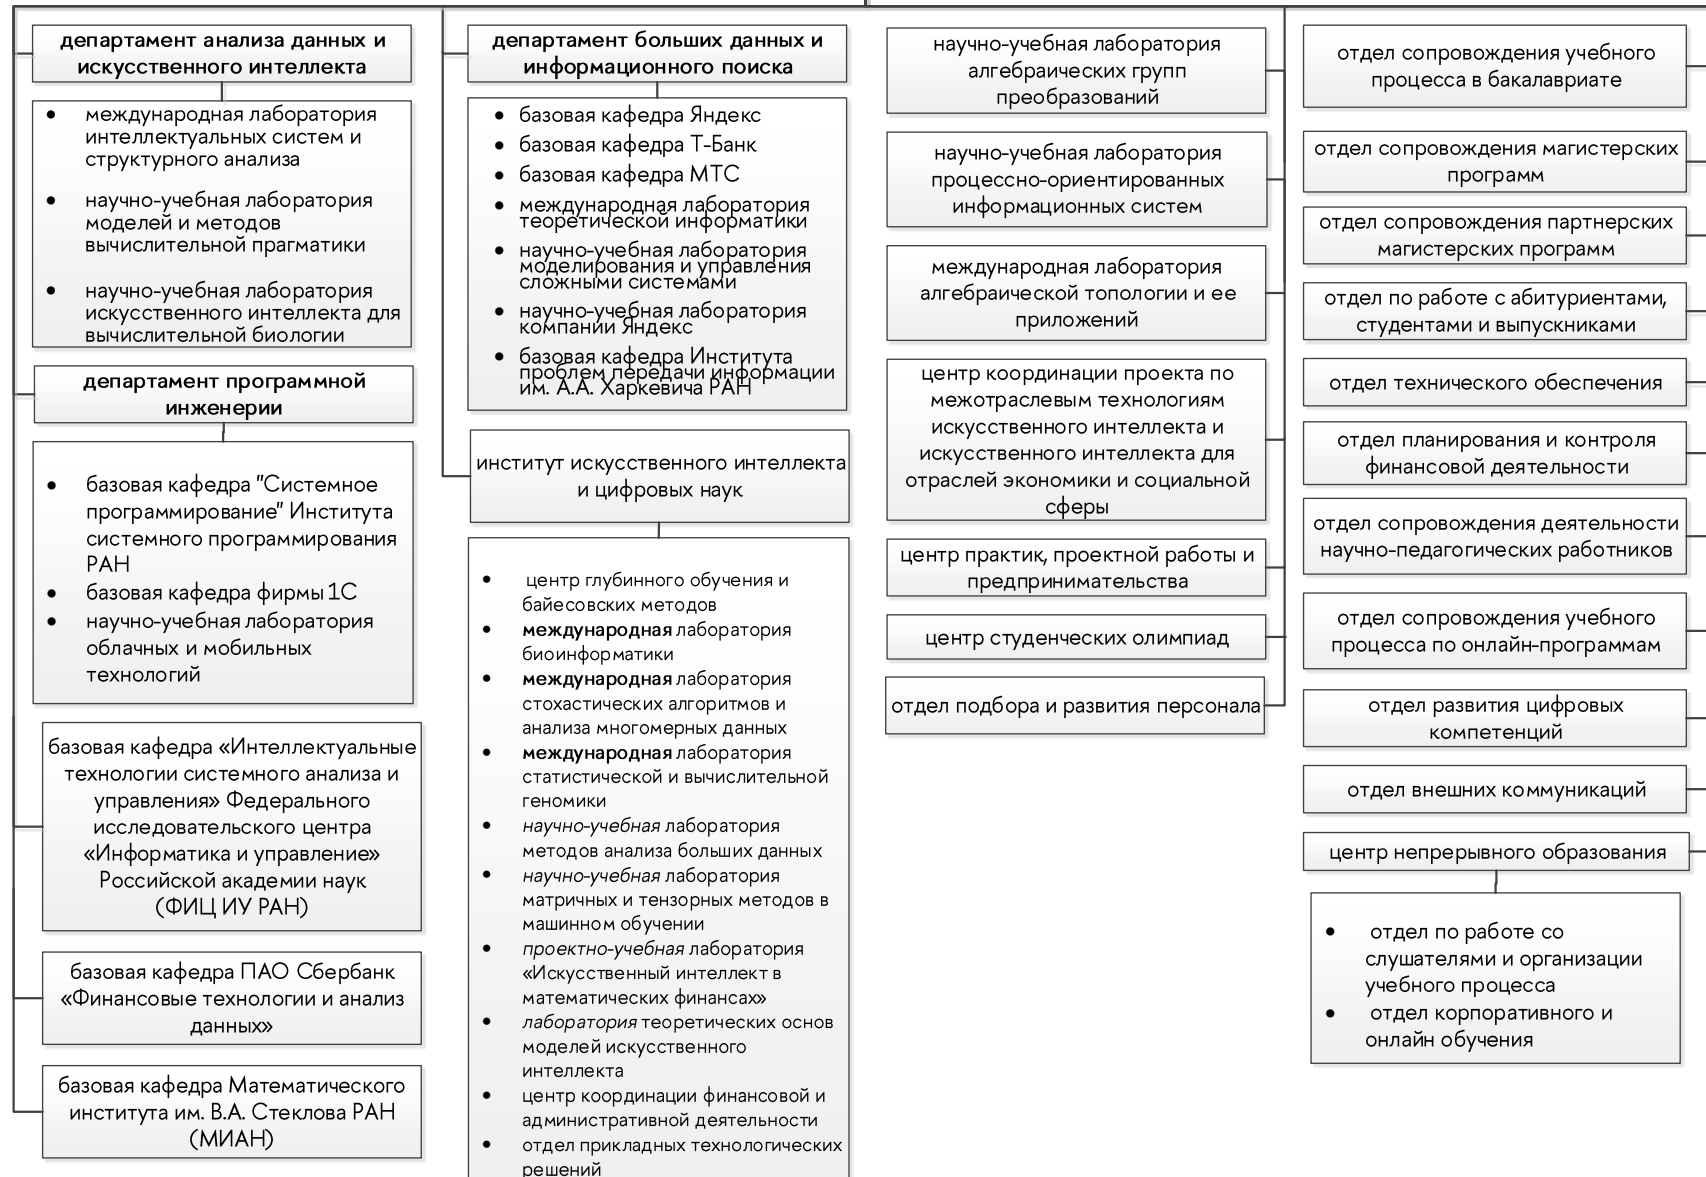 департамент анализа данных и
искусственного интеллекта
международная лаборатория
интеллектуальных систем и
структурного анализа
научно-учебная лаборатория
моделей и методов
вычислительной прагматики
научно-учебная лаборатория
искусственного интеллекта для
вычислительной биологии
департамент программной
инженерии
базовая кафедра "Системное
программирование" Института
системного программирования
РАН
базовая кафедра фирмы 1С
научно-учебная лаборатория
облачных и мобильных
технологий
базовая кафедра «Интеллектуальные
технологии системного анализа и
управления» Федерального
исследовательского центра
«Информатика и управление»
Российской академии наук
(ФИЦ ИУ РАН)
базовая кафедра ПАО Сбербанк
«Финансовые технологии и анализ
данных»
базовая кафедра Математического
института им. В.А. Стеклова РАН
(МИАН)
департамент больших данных и
информационного поиска
базовая кафедра Яндекс
базовая кафедра Т-Банк
базовая кафедра МТС
международная лаборатория
теоретической информатики
научно-учебная лаборатория
моделирования и управления
сложными системами
научно-учебная лаборатория
компании Яндекс
базовая кафедра Института
проблем передачи информации
им. А.А. Харкевича РАН
институт искусственного интеллекта
и цифровых наук
центр глубинного обучения и
байесовских методов
международная лаборатория
биоинформатики
международная лаборатория
стохастических алгоритмов и
анализа многомерных данных
международная лаборатория
статистической и вычислительной
геномики
научно-учебная лаборатория
методов анализа больших данных
научно-учебная лаборатория
матричных и тензорных методов в
машинном обучении
проектно-учебная лаборатория
«Искусственный интеллект в
математических финансах»
лаборатория теоретических основ
моделей искусственного
интеллекта
центр координации финансовой и
административной деятельности
отдел прикладных технологических
решений
научно-учебная лаборатория
алгебраических групп
преобразований
научно-учебная лаборатория
процессно-ориентированных
информационных систем
международная лаборатория
алгебраической топологии и ее
приложений
центр координации проекта по
межотраслевым технологиям
искусственного интеллекта и
искусственного интеллекта для
отраслей экономики и социальной
сферы
центр практик, проектной работы и
предпринимательства
центр студенческих олимпиад
отдел подбора и развития персонала
отдел сопровождения учебного
процесса в бакалавриате
отдел сопровождения магистерских
программ
отдел сопровождения партнерских
магистерских программ
отдел по работе с абитуриентами,
студентами и выпускниками
отдел технического обеспечения
отдел планирования и контроля
финансовой деятельности
отдел сопровождения деятельности
научно-педагогических работников
отдел сопровождения учебного
процесса по онлайн-программам
отдел развития цифровых
компетенций
отдел внешних коммуникаций
центр непрерывного образования
отдел по работе со
слушателями и организации
учебного процесса
отдел корпоративного и
онлайн обучения